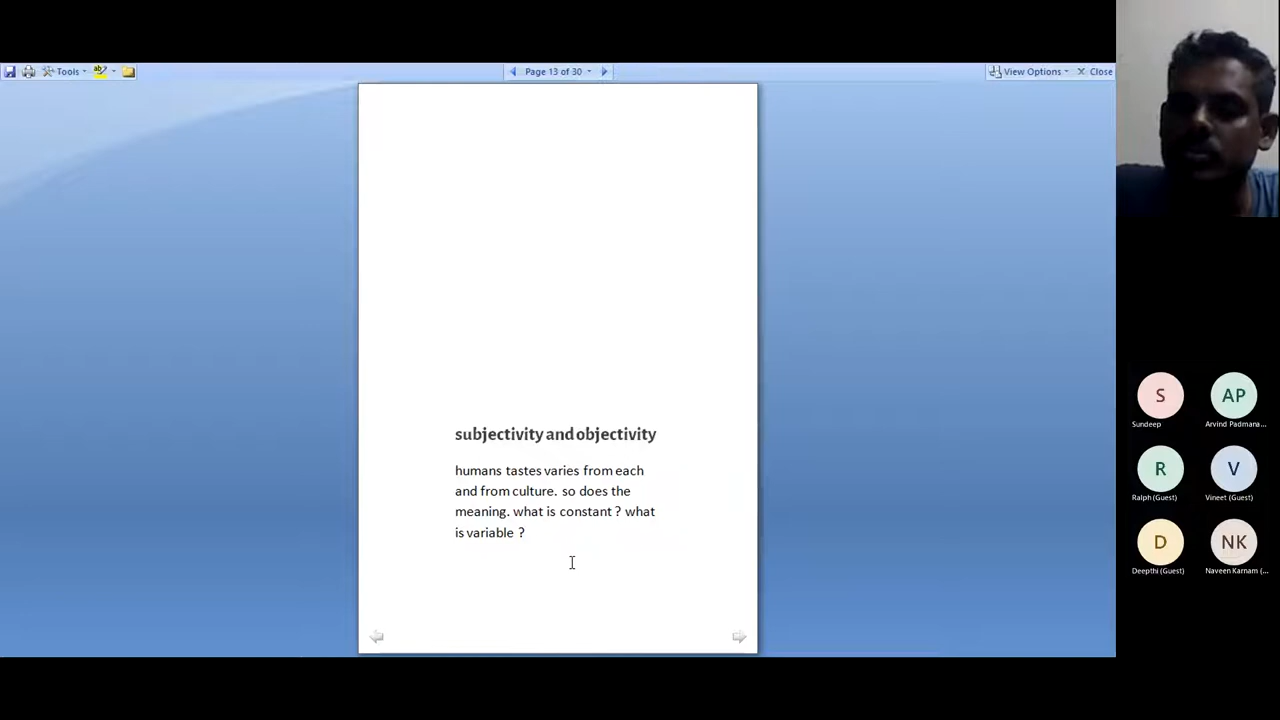 Tools
Page 13 of 30
View Options
Close
subjectivity and objectivity
humans tastes varies from each
and from culture. so does the
meaning. what is constant ? what
is variable ?
S
AP
Sundeep
Arvind Padmana...
R
V
Ralph (Guest)
Vineet (Guest)
D
NK
Deepthi (Guest)
Naveen Karnam (...